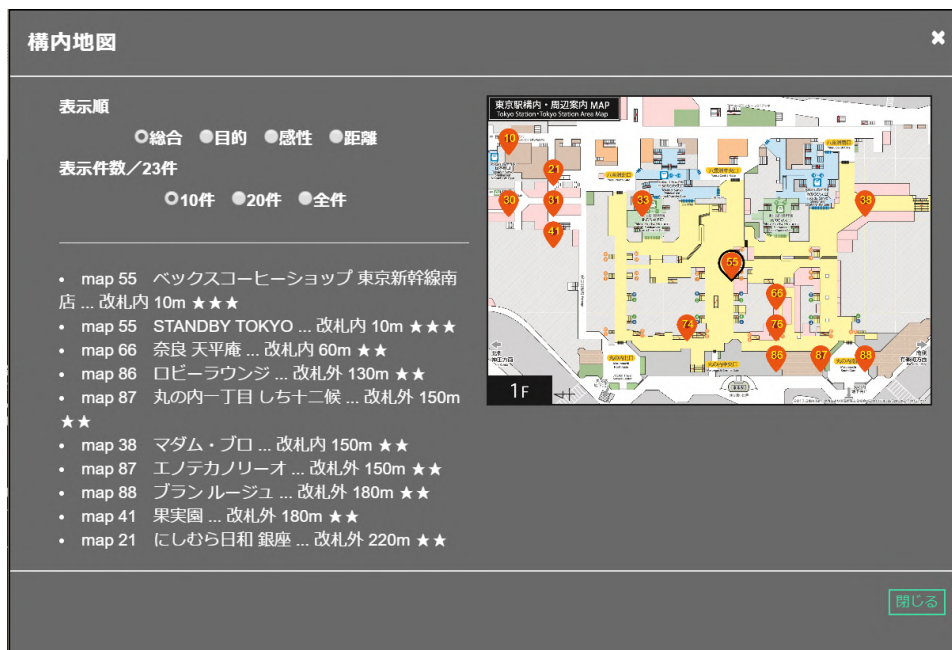 構内地図
✖
表示順
総合 目的 感性 距離
表示件数／23件
10件 20件 全件
• map 55 ベックスコーヒーショップ 東京新幹線南
店 ... 改札内 10m ★★★
• map 55 STANDBY TOKYO ... 改札内 10m ★★★
• map 66 奈良 天平庵 ... 改札内 60m ★★
• map 86 ロビーラウンジ ... 改札外 130m ★★
• map 87 丸の内一丁目 しち十二候 ... 改札外 150m
★★
• map 38 マダム・ブロ ... 改札内 150m ★★
• map 87 エノテカノリーオ ... 改札外 150m ★★
• map 88 ブラン ルージュ ... 改札外 180m ★★
• map 41 果実園 ... 改札外 180m ★★
• map 21 にしむら日和 銀座 ... 改札外 220m ★★
東京駅構内・周辺案内 MAP
Tokyo Station・Tokyo Station Area Map
10
21
30
31
33
38
41
55
66
74
76
86
87
88
1F
閉じる